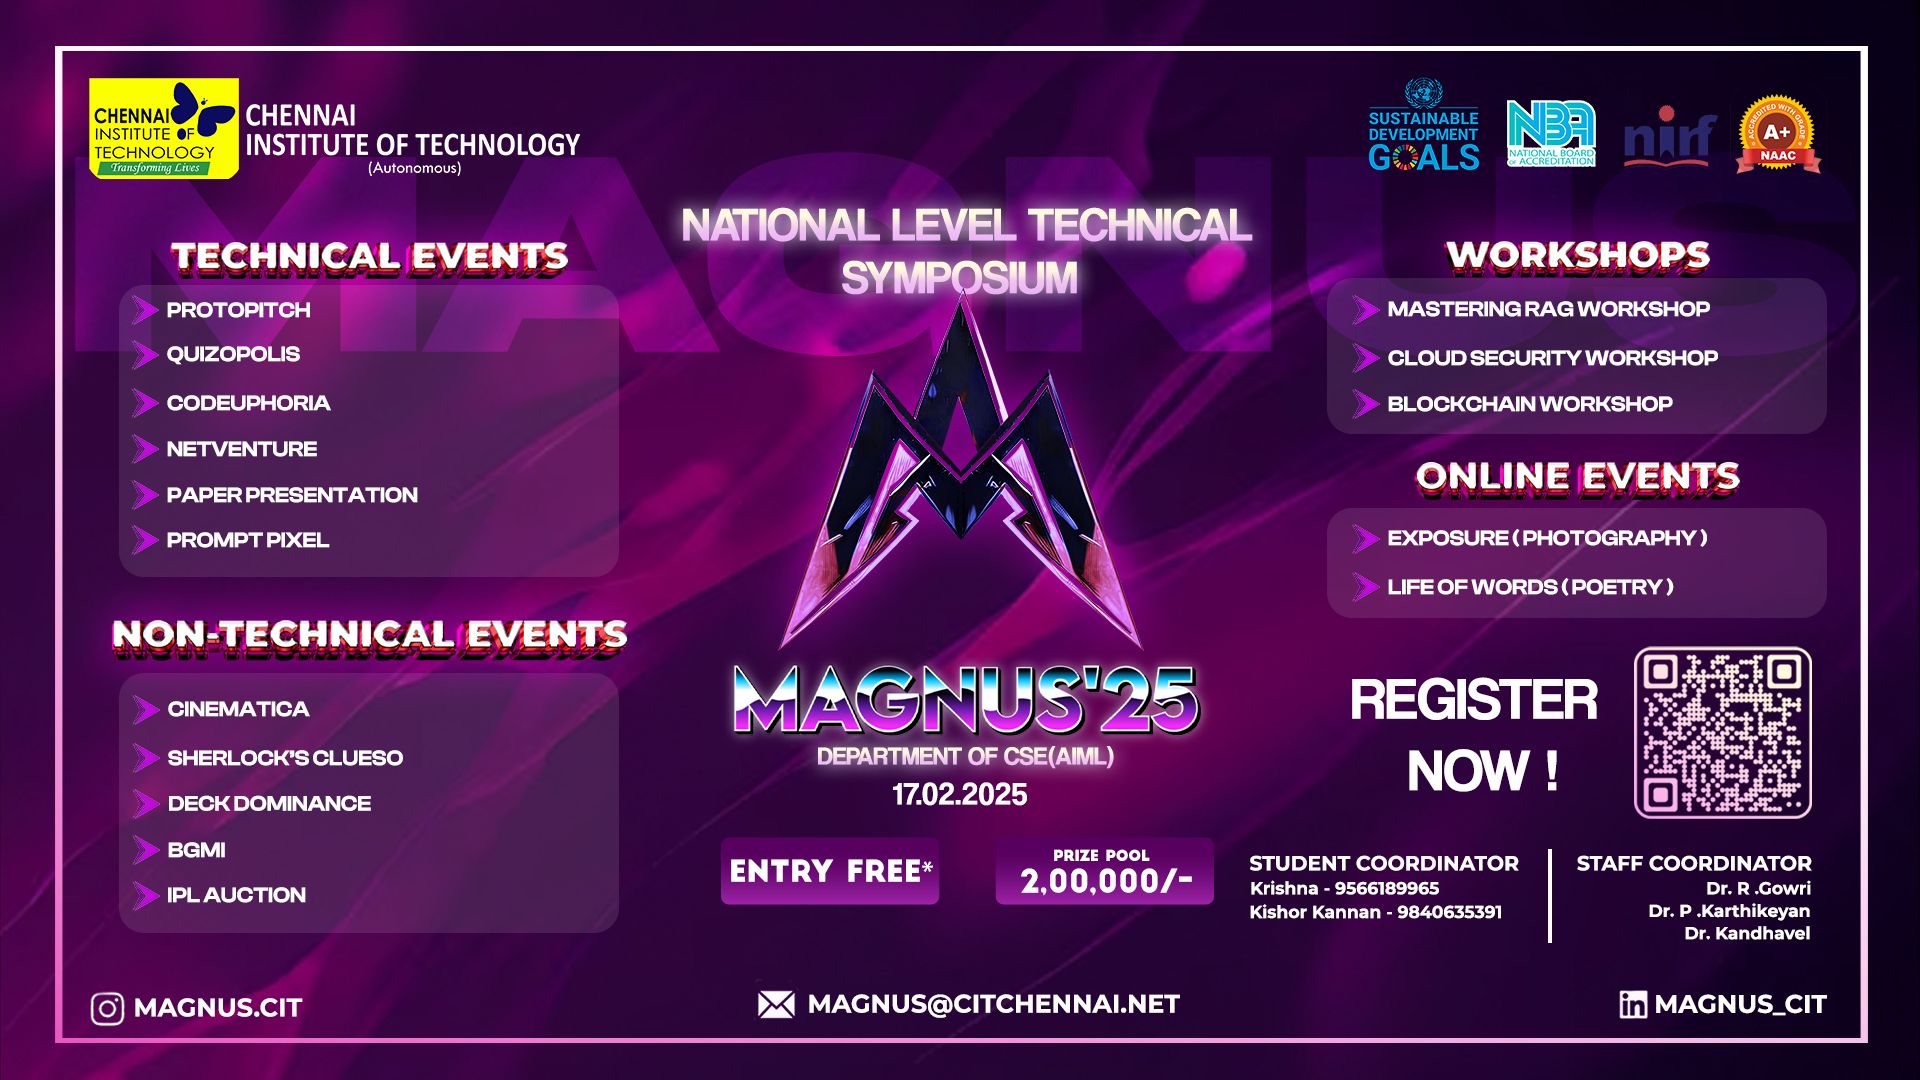 CHENNAI
INSTITUTE OF
TECHNOLOGY
Transforming Lives
CHENNAI
INSTITUTE OF TECHNOLOGY
(Autonomous)
SUSTAINABLE
DEVELOPMENT
GOALS
NBA
NATIONAL BOARD
OF ACCREDITATION
nirf
ACCREDITED WITH GRADE
A+
NAAC
MAGNUS
NATIONAL LEVEL TECHNICAL
SYMPOSIUM
TECHNICAL EVENTS
PROTOPITCH
QUIZOPOLIS
CODEUPHORIA
NETVENTURE
PAPER PRESENTATION
PROMPT PIXEL
NON-TECHNICAL EVENTS
CINEMATICA
SHERLOCK'S CLUESO
DECK DOMINANCE
BGMI
IPL AUCTION
MAGNUS'25
DEPARTMENT OF CSE(AIML)
17.02.2025
ENTRY FREE*
PRIZE POOL
2,00,000/-
WORKSHOPS
MASTERING RAG WORKSHOP
CLOUD SECURITY WORKSHOP
BLOCKCHAIN WORKSHOP
ONLINE EVENTS
EXPOSURE ( PHOTOGRAPHY )
LIFE OF WORDS ( POETRY )
REGISTER
NOW !
STUDENT COORDINATOR
Krishna - 9566189965
Kishor Kannan - 9840635391
STAFF COORDINATOR
Dr. R .Gowri
Dr. P .Karthikeyan
Dr. Kandhavel
MAGNUS.CIT
MAGNUS@CITCHENNAI.NET
in MAGNUS_CIT